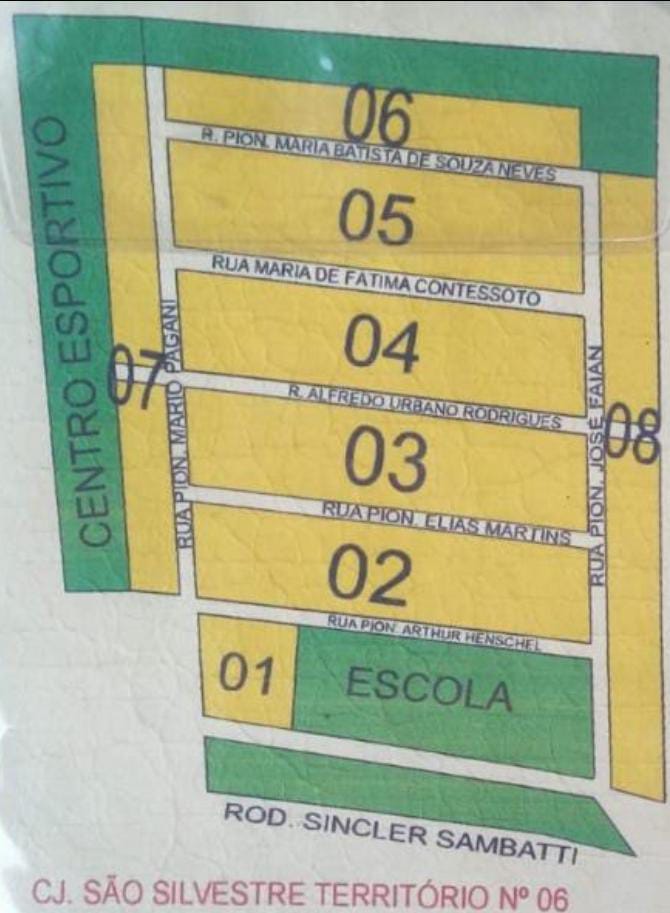 CENTRO ESPORTIVO
07
RUA PION. MARIO PAGANI
01
ESCOLA
RUA PION. ARTHUR HENSCHEL
02
RUA PION. ELIAS MARTINS
03
R. ALFREDO URBANO RODRIGUES
04
RUA MARIA DE FATIMA CONTESSOTO
05
R. PION. MARIA BATISTA DE SOUZA NEVES
06
RUA PION. JOSÉ FAIAN
08
ROD. SINCLER SAMBATTI
CJ. SÃO SILVESTRE TERRITÓRIO Nº 06